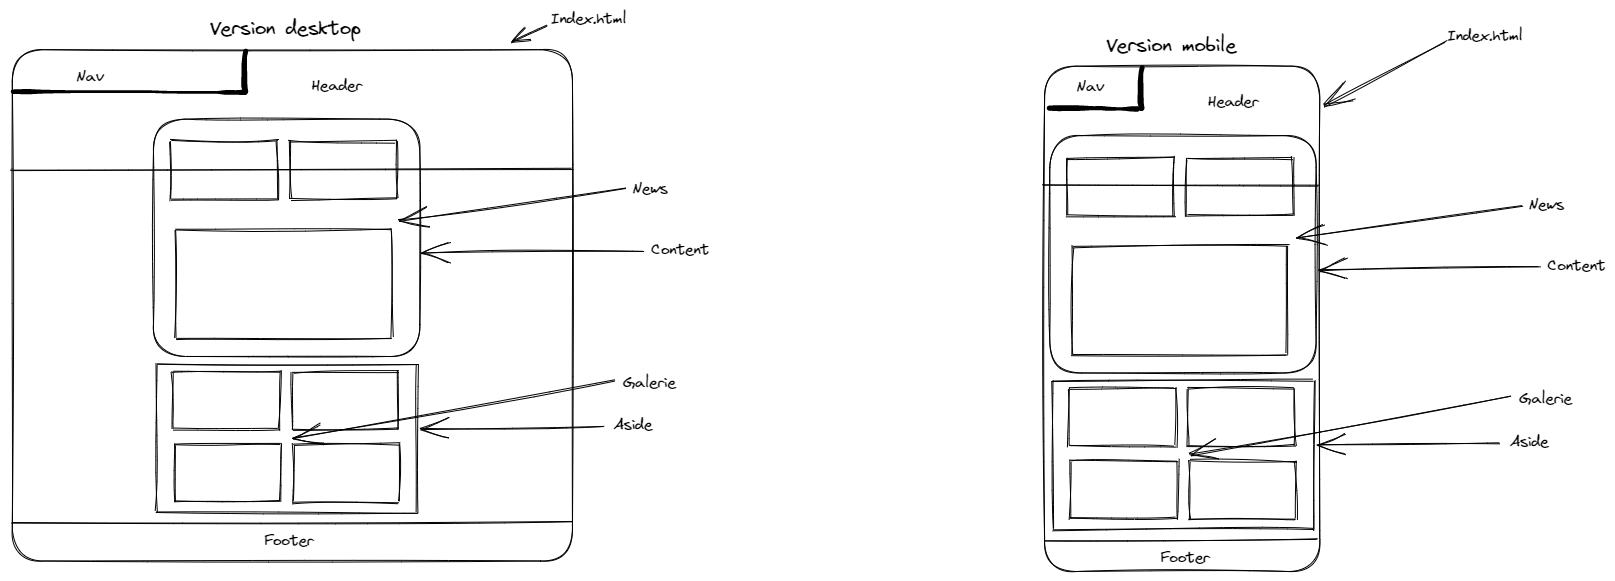 Version desktop
Index.html
Nav
Header
News
Content
Galerie
Aside
Footer
Version mobile
Index.html
Nav
Header
News
Content
Galerie
Aside
Footer